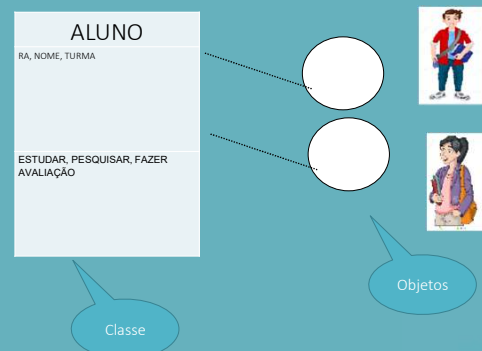 ALUNO
RA, NOME, TURMA
ESTUDAR, PESQUISAR, FAZER
AVALIAÇÃO
Objetos
Classe